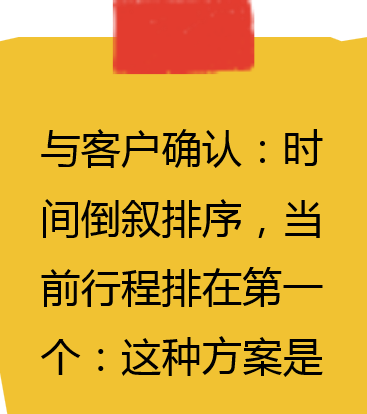 与客户确认：时
间倒叙排序，当
前行程排在第一
个：这种方案是